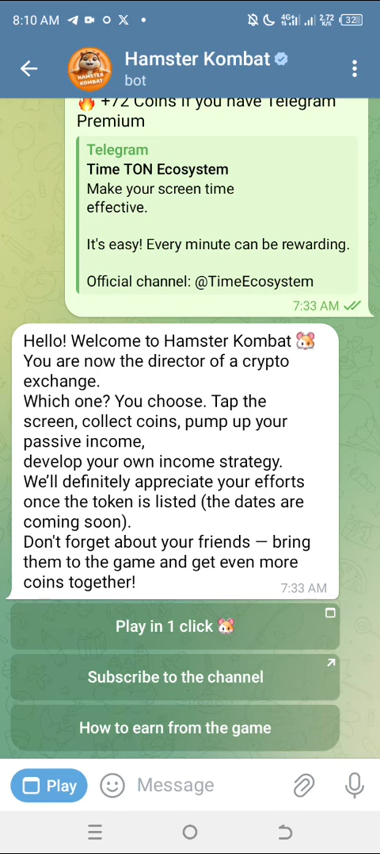 8:10 AM
4G
2,72
K/s
32
HAMSTER
KOMBAT
Hamster Kombat
bot
🔥 +72 Coins if you have Telegram
Premium
Telegram
Time TON Ecosystem
Make your screen time
effective.
It's easy! Every minute can be rewarding.
Official channel: @TimeEcosystem
7:33 AM
Hello! Welcome to Hamster Kombat 🐹
You are now the director of a crypto
exchange.
Which one? You choose. Tap the
screen, collect coins, pump up your
passive income,
develop your own income strategy.
We’ll definitely appreciate your efforts
once the token is listed (the dates are
coming soon).
Don't forget about your friends — bring
them to the game and get even more
coins together!
7:33 AM
Play in 1 click 🐹
Subscribe to the channel
How to earn from the game
Play
Message